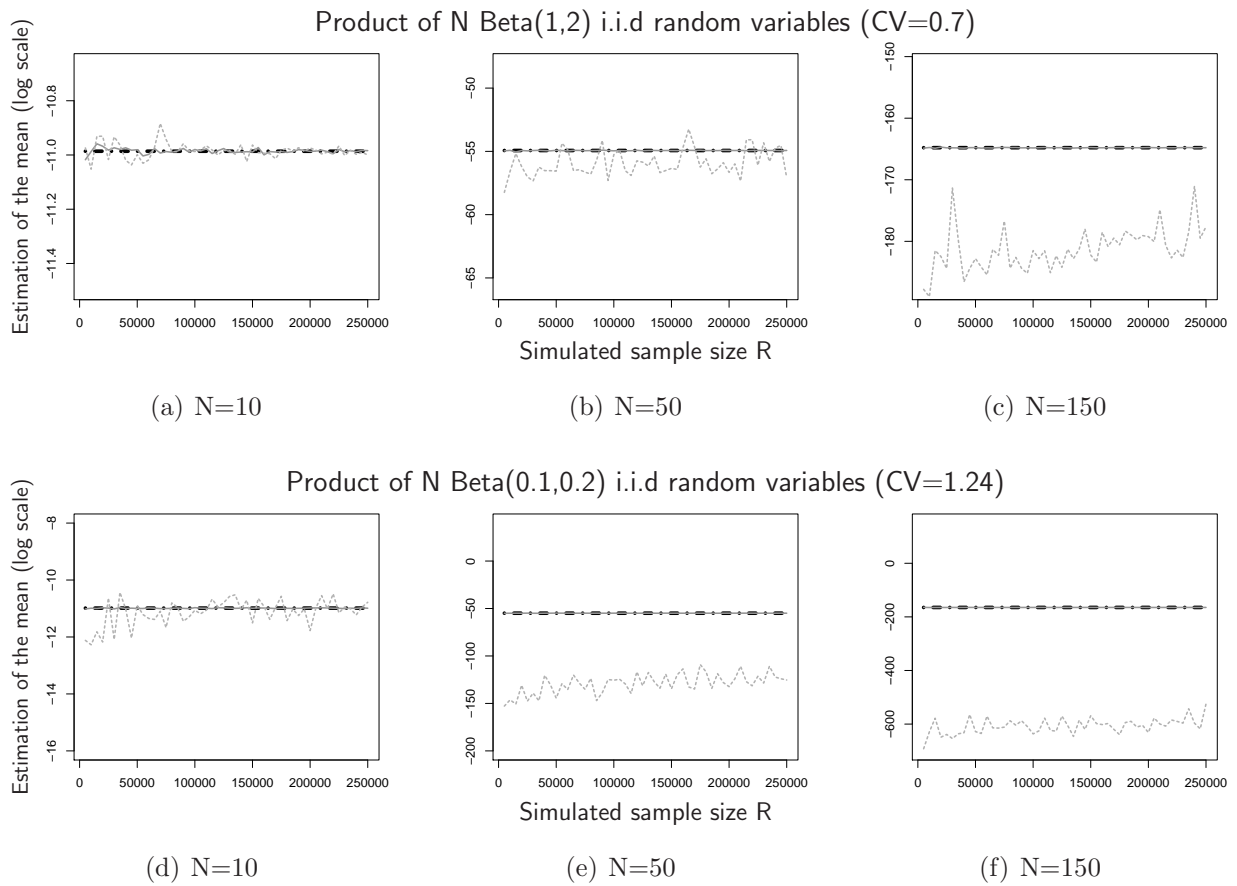 Product of N Beta(1,2) i.i.d random variables (CV=0.7)
Estimation of the mean (log scale)
−10.8
−11.0
−11.2
−11.4
0 50000 100000 150000 200000 250000
−50
−55
−60
−65
0 50000 100000 150000 200000 250000
−150
−160
−170
−180
0 50000 100000 150000 200000 250000
Simulated sample size R
(a) N=10
(b) N=50
(c) N=150
Product of N Beta(0.1,0.2) i.i.d random variables (CV=1.24)
Estimation of the mean (log scale)
−8
−10
−12
−14
−16
0 50000 100000 150000 200000 250000
0
−50
−100
−150
−200
0 50000 100000 150000 200000 250000
0
−200
−400
−600
0 50000 100000 150000 200000 250000
Simulated sample size R
(d) N=10
(e) N=50
(f) N=150